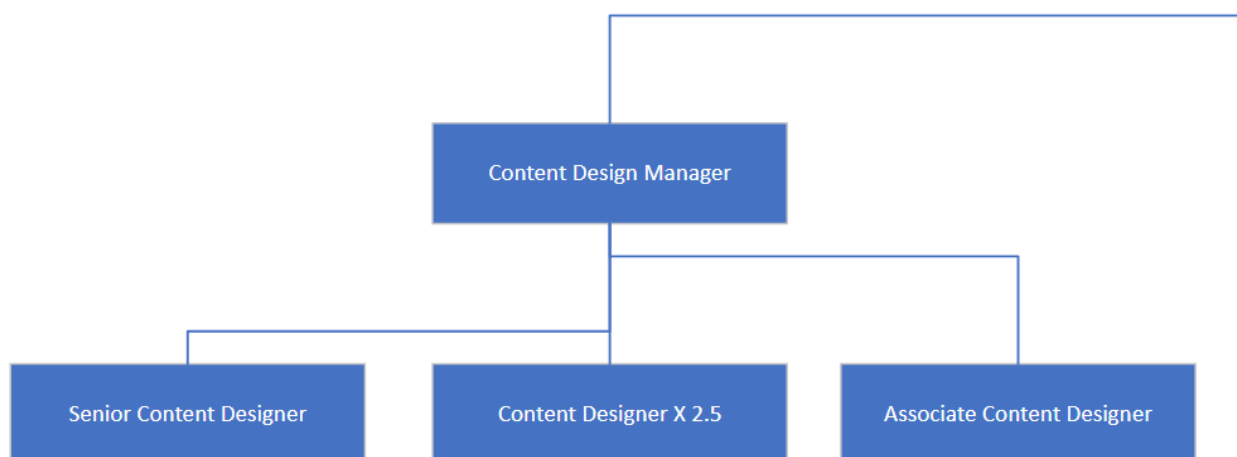 Content Design Manager
Senior Content Designer
Content Designer X 2.5
Associate Content Designer